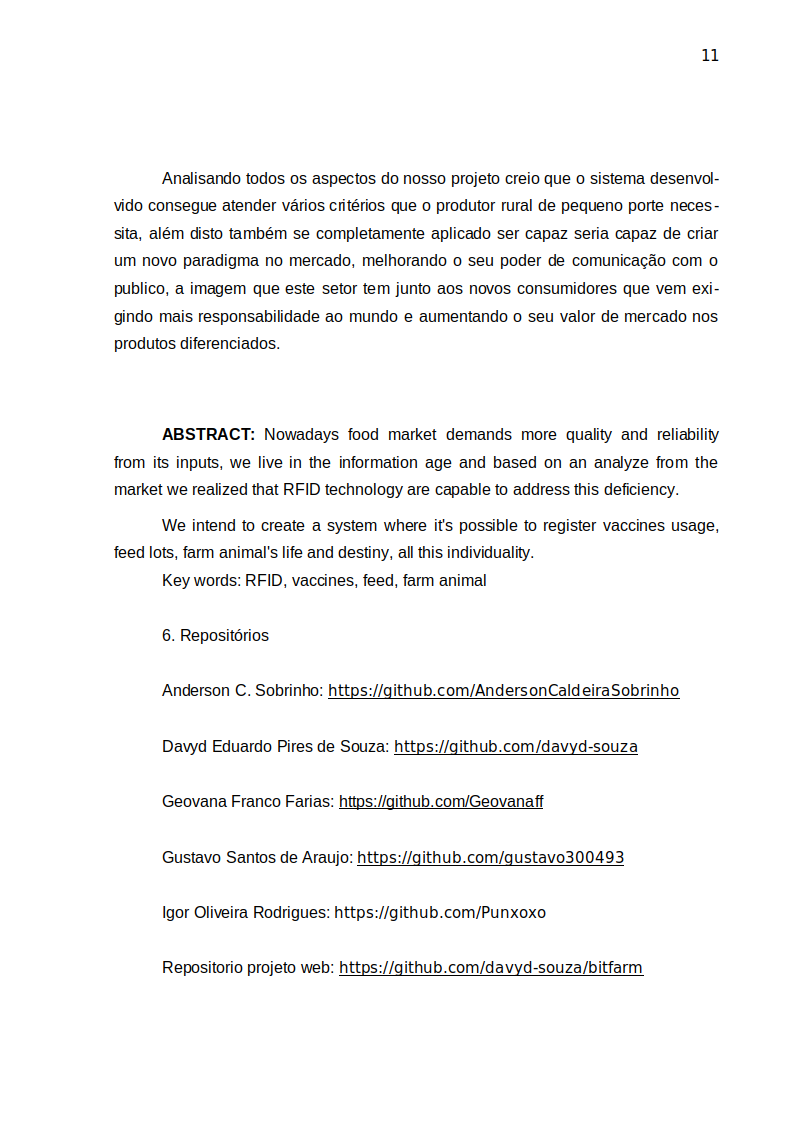 11
Analisando todos os aspectos do nosso projeto creio que o sistema desenvol-
vido consegue atender vários critérios que o produtor rural de pequeno porte neces-
sita, além disto também se completamente aplicado ser capaz seria capaz de criar
um novo paradigma no mercado, melhorando o seu poder de comunicação com o
publico, a imagem que este setor tem junto aos novos consumidores que vem exi-
gindo mais responsabilidade ao mundo e aumentando o seu valor de mercado nos
produtos diferenciados.
ABSTRACT: Nowadays food market demands more quality and reliability
from its inputs, we live in the information age and based on an analyze from the
market we realized that RFID technology are capable to address this deficiency.
We intend to create a system where it's possible to register vaccines usage,
feed lots, farm animal's life and destiny, all this individuality.
Key words: RFID, vaccines, feed, farm animal
6. Repositórios
Anderson C. Sobrinho: https://github.com/AndersonCaldeiraSobrinho
Davyd Eduardo Pires de Souza: https://github.com/davyd-souza
Geovana Franco Farias: https://github.com/Geovanaff
Gustavo Santos de Araujo: https://github.com/gustavo300493
Igor Oliveira Rodrigues: https://github.com/Punxoxo
Repositorio projeto web: https://github.com/davyd-souza/bitfarm